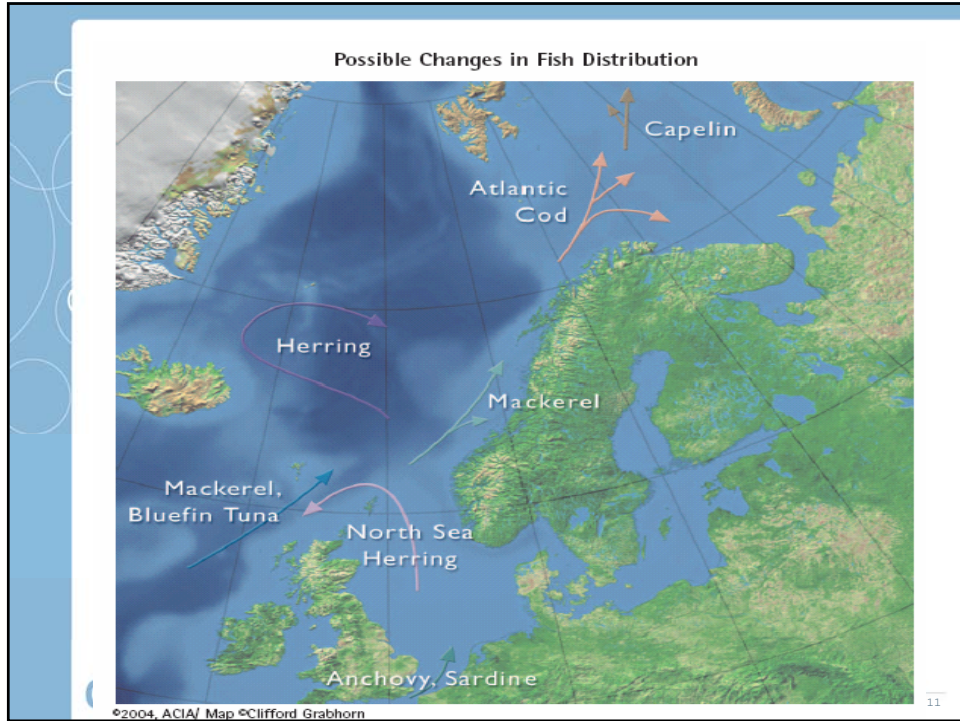 Possible Changes in Fish Distribution
Capelin
Atlantic
Cod
Herring
Mackerel
Mackerel,
Bluefin Tuna
North Sea
Herring
Anchovy, Sardine
11
©2004, ACIA/ Map ©Clifford Grabhorn